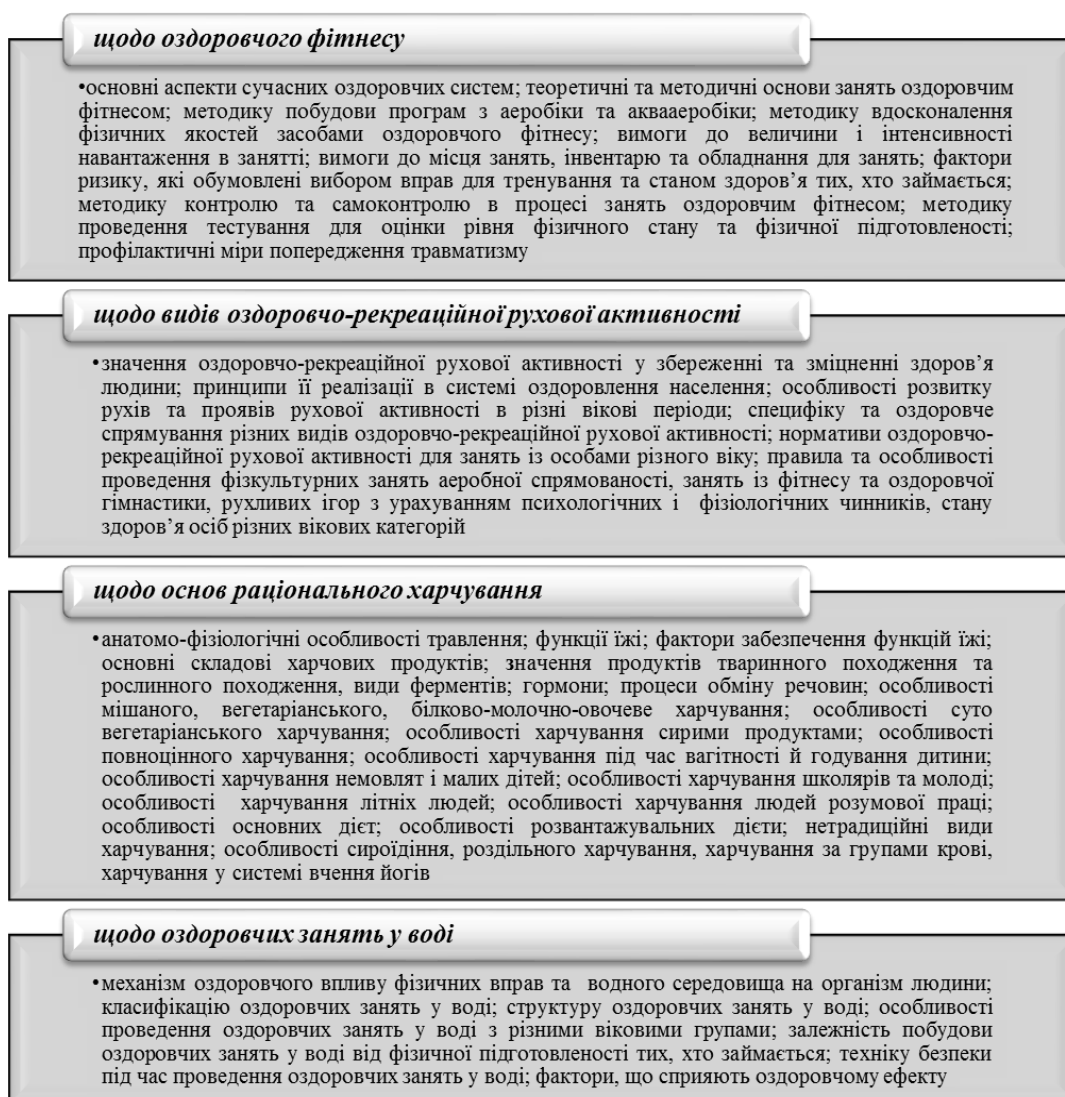 щодо оздоровчого фітнесу
•основні аспекти сучасних оздоровчих систем; теоретичні та методичні основи занять оздоровчим
фітнесом; методику побудови програм з аеробіки та аквааеробіки; методику вдосконалення
фізичних якостей засобами оздоровчого фітнесу; вимоги до величини і інтенсивності
навантаження в занятті; вимоги до місця занять, інвентарю та обладнання для занять; фактори
ризику, які обумовлені вибором вправ для тренування та станом здоров’я тих, хто займається;
методику контролю та самоконтролю в процесі занять оздоровчим фітнесом; методику
проведення тестування для оцінки рівня фізичного стану та фізичної підготовленості;
профілактичні міри попередження травматизму
щодо видів оздоровчо-рекреаційної рухової активності
•значення оздоровчо-рекреаційної рухової активності у збереженні та зміцненні здоров’я
людини; принципи її реалізації в системі оздоровлення населення; особливості розвитку
рухів та проявів рухової активності в різні вікові періоди; специфіку та оздоровче
спрямування різних видів оздоровчо-рекреаційної рухової активності; нормативи оздоровчо-
рекреаційної рухової активності для занять із особами різного віку; правила та особливості
проведення фізкультурних занять аеробної спрямованості, занять із фітнесу та оздоровчої
гімнастики, рухливих ігор з урахуванням психологічних і фізіологічних чинників, стану
здоров’я осіб різних вікових категорій
щодо основ раціонального харчування
•анатомо-фізіологічні особливості травлення; функції їжі; фактори забезпечення функцій їжі;
основні складові харчових продуктів; значення продуктів тваринного походження та
рослинного походження, види ферментів; гормони; процеси обміну речовин; особливості
мішаного, вегетаріанського, білково-молочно-овочеве харчування; особливості суто
вегетаріанського харчування; особливості харчування сирими продуктами; особливості
повноцінного харчування; особливості харчування під час вагітності й годування дитини;
особливості харчування немовлят і малих дітей; особливості харчування школярів та молоді;
особливості харчування літніх людей; особливості харчування людей розумової праці;
особливості основних дієт; особливості розвантажувальних дієти; нетрадиційні види
харчування; особливості сироїдіння, роздільного харчування, харчування за групами крові,
харчування у системі вчення йогів
щодо оздоровчих занять у воді
•механізм оздоровчого впливу фізичних вправ та водного середовища на організм людини;
класифікацію оздоровчих занять у воді; структуру оздоровчих занять у воді; особливості
проведення оздоровчих занять у воді з різними віковими групами; залежність побудови
оздоровчих занять у воді від фізичної підготовленості тих, хто займається; техніку безпеки
під час проведення оздоровчих занять у воді; фактори, що сприяють оздоровчому ефекту